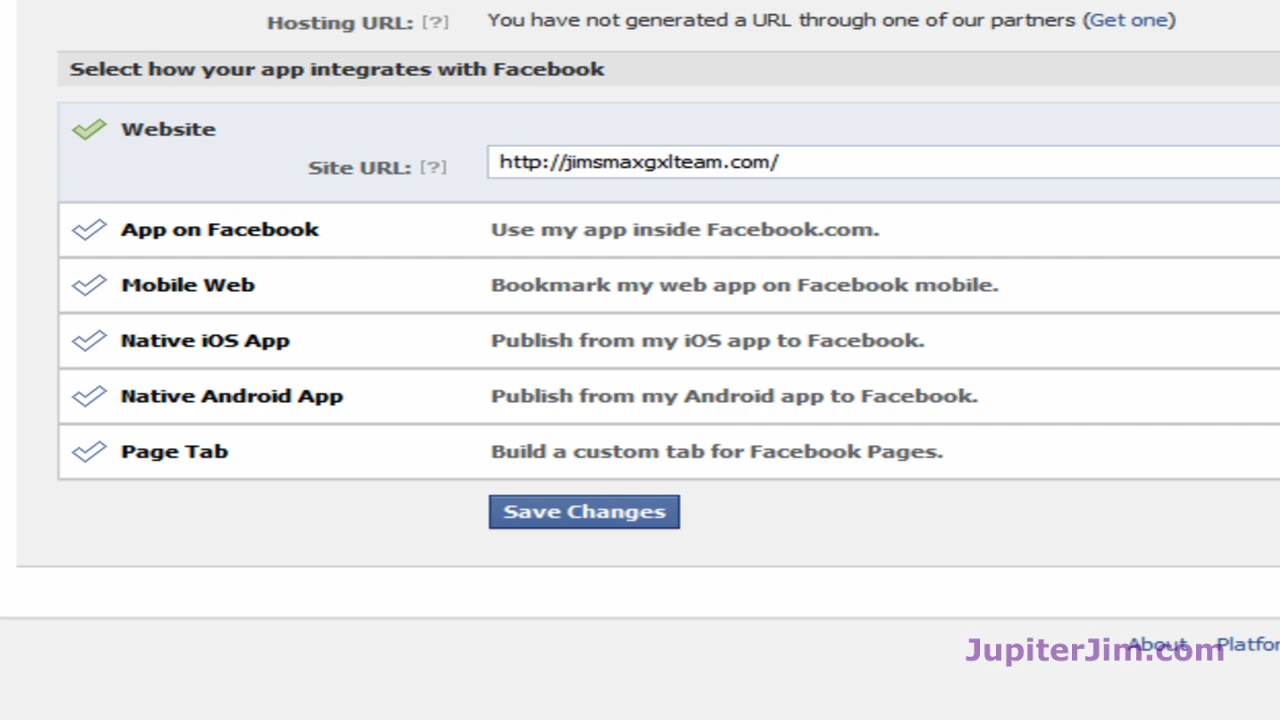 Hosting URL: [?] You have not generated a URL through one of our partners (Get one)
Select how your app integrates with Facebook
Website
Site URL: [?] http://jimsmaxgxlteam.com/
App on Facebook Use my app inside Facebook.com.
Mobile Web Bookmark my web app on Facebook mobile.
Native iOS App Publish from my iOS app to Facebook.
Native Android App Publish from my Android app to Facebook.
Page Tab Build a custom tab for Facebook Pages.
Save Changes
About Platfor
JupiterJim.com